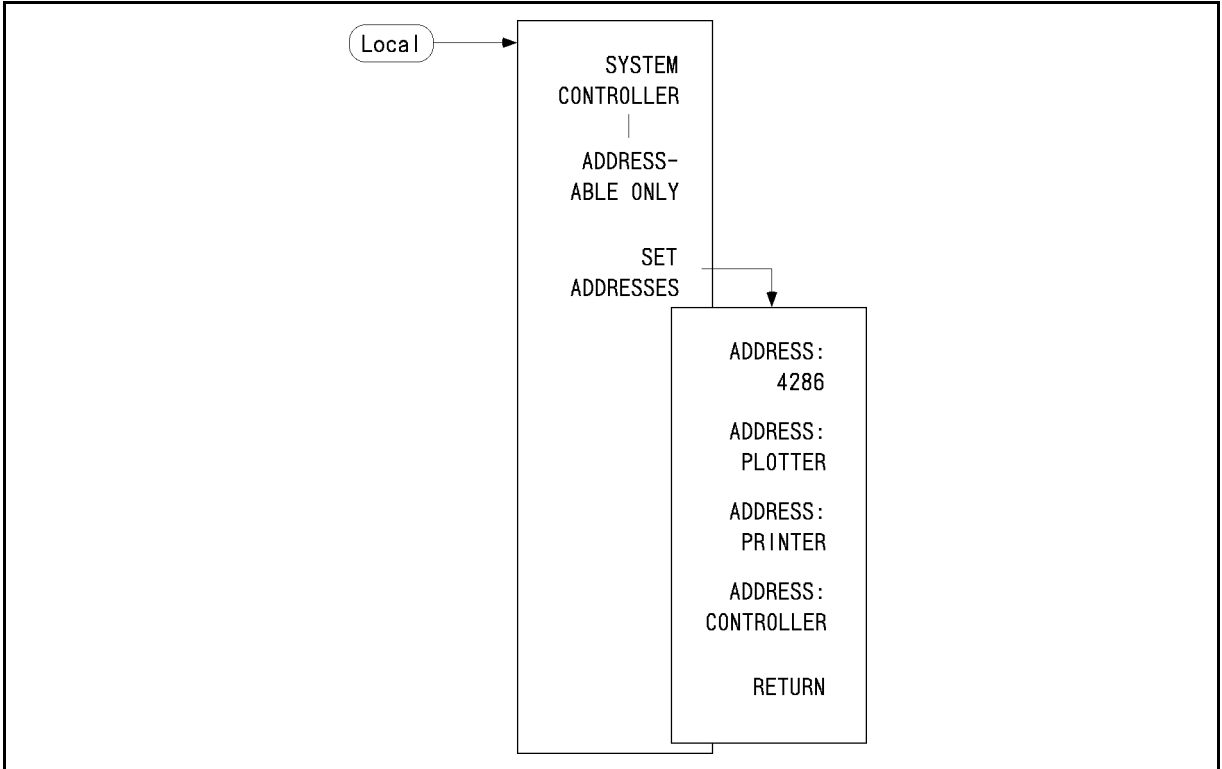 Local
SYSTEM
CONTROLLER
ADDRESS-
ABLE ONLY
SET
ADDRESSES
ADDRESS:
4286
ADDRESS:
PLOTTER
ADDRESS:
PRINTER
ADDRESS:
CONTROLLER
RETURN